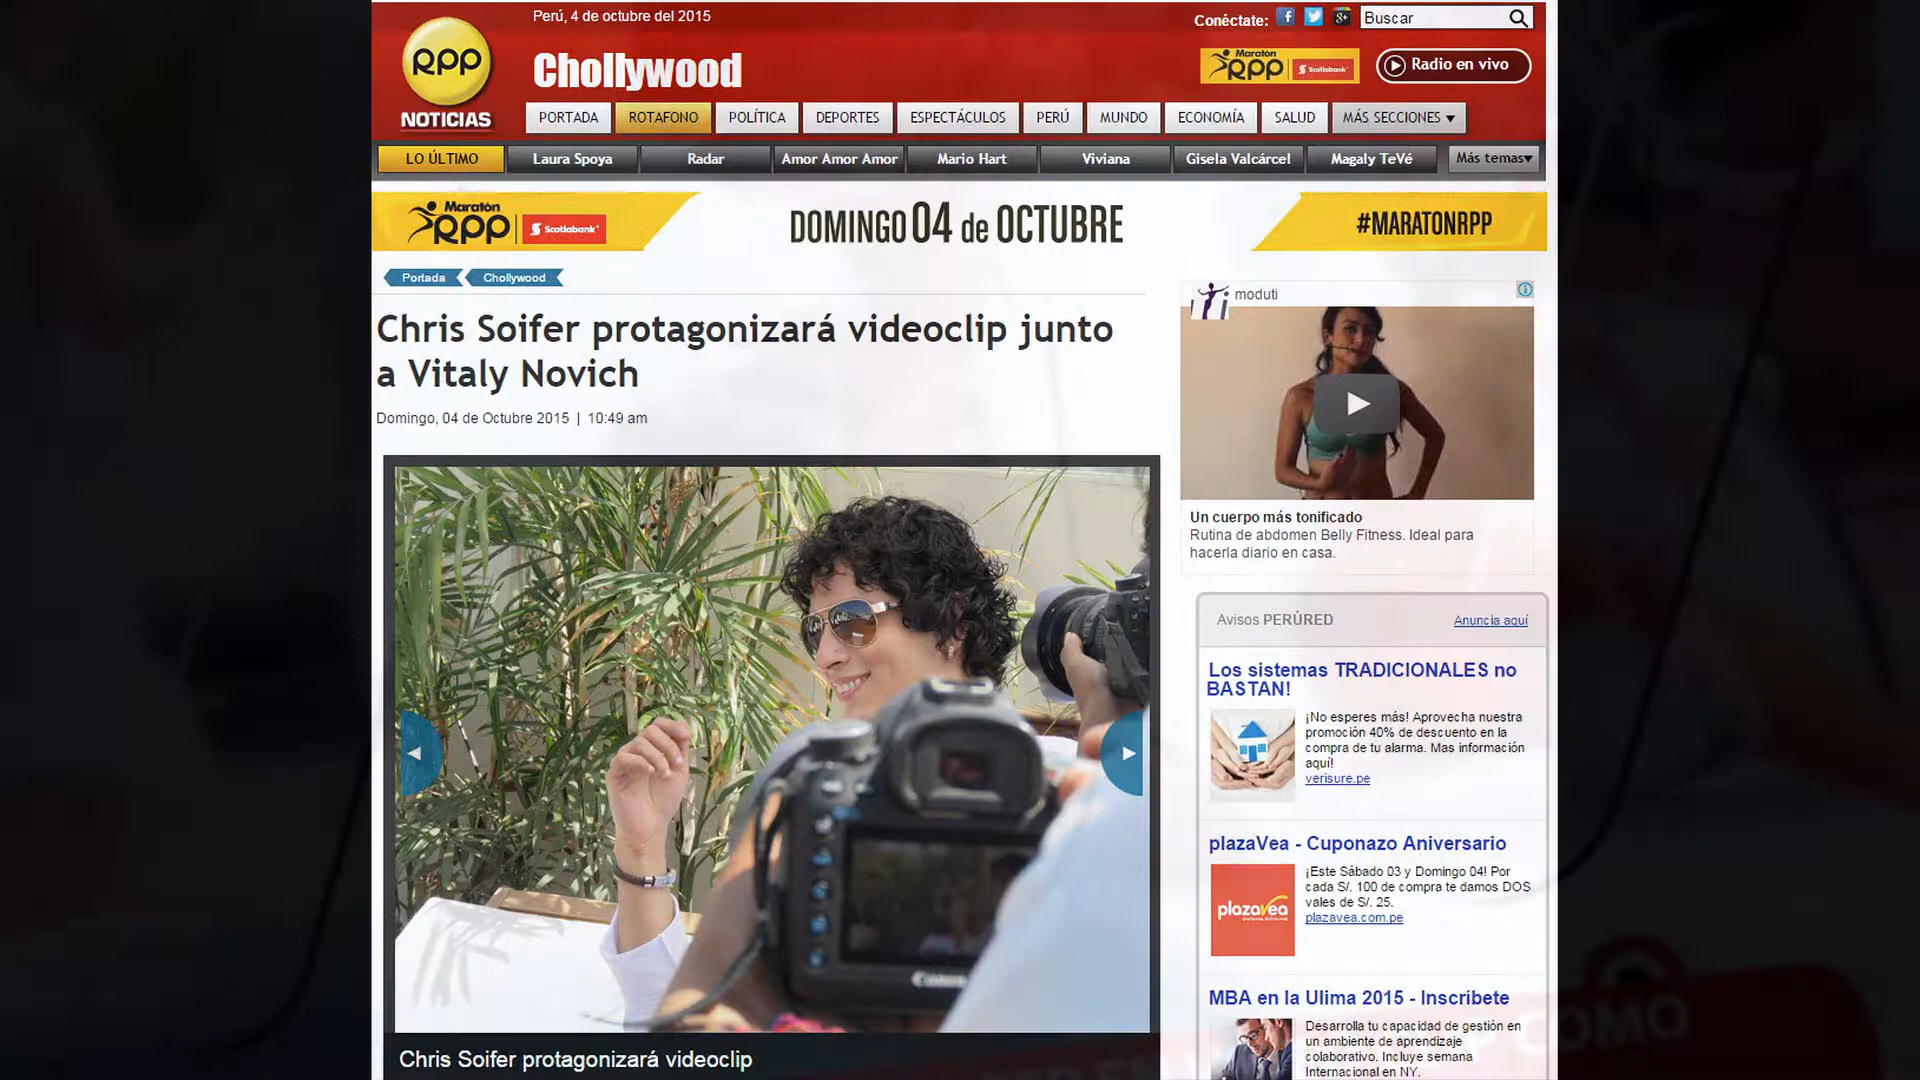 Perú, 4 de octubre del 2015
Conéctate:
Buscar
RPP
NOTICIAS
Chollywood
Maratón
RPP
Scotiabank
Radio en vivo
PORTADA
ROTAFONO
POLÍTICA
DEPORTES
ESPECTÁCULOS
PERÚ
MUNDO
ECONOMÍA
SALUD
MÁS SECCIONES
LO ÚLTIMO
Laura Spoya
Radar
Amor Amor Amor
Mario Hart
Viviana
Gisela Valcárcel
Magaly TeVé
Más temas
Maratón
RPP
Scotiabank
DOMINGO 04 de OCTUBRE
#MARATONRPP
Portada
Chollywood
Chris Soifer protagonizará videoclip junto
a Vitaly Novich
Domingo, 04 de Octubre 2015 | 10:49 am
Chris Soifer protagonizará videoclip
moduti
Un cuerpo más tonificado
Rutina de abdomen Belly Fitness. Ideal para
hacerla diario en casa.
Avisos PERÚRED
Anuncia aquí
Los sistemas TRADICIONALES no
BASTAN!
¡No esperes más! Aprovecha nuestra
promoción 40% de descuento en la
compra de tu alarma. Mas información
aquí!
verisure.pe
plazaVea - Cuponazo Aniversario
plazavea
¡Este Sábado 03 y Domingo 04! Por
cada S/. 100 de compra te damos DOS
vales de S/. 25.
plazavea.com.pe
MBA en la Ulima 2015 - Inscríbete
Desarrolla tu capacidad de gestión en
un ambiente de aprendizaje
colaborativo. Incluye semana
Internacional en NY.
COMO